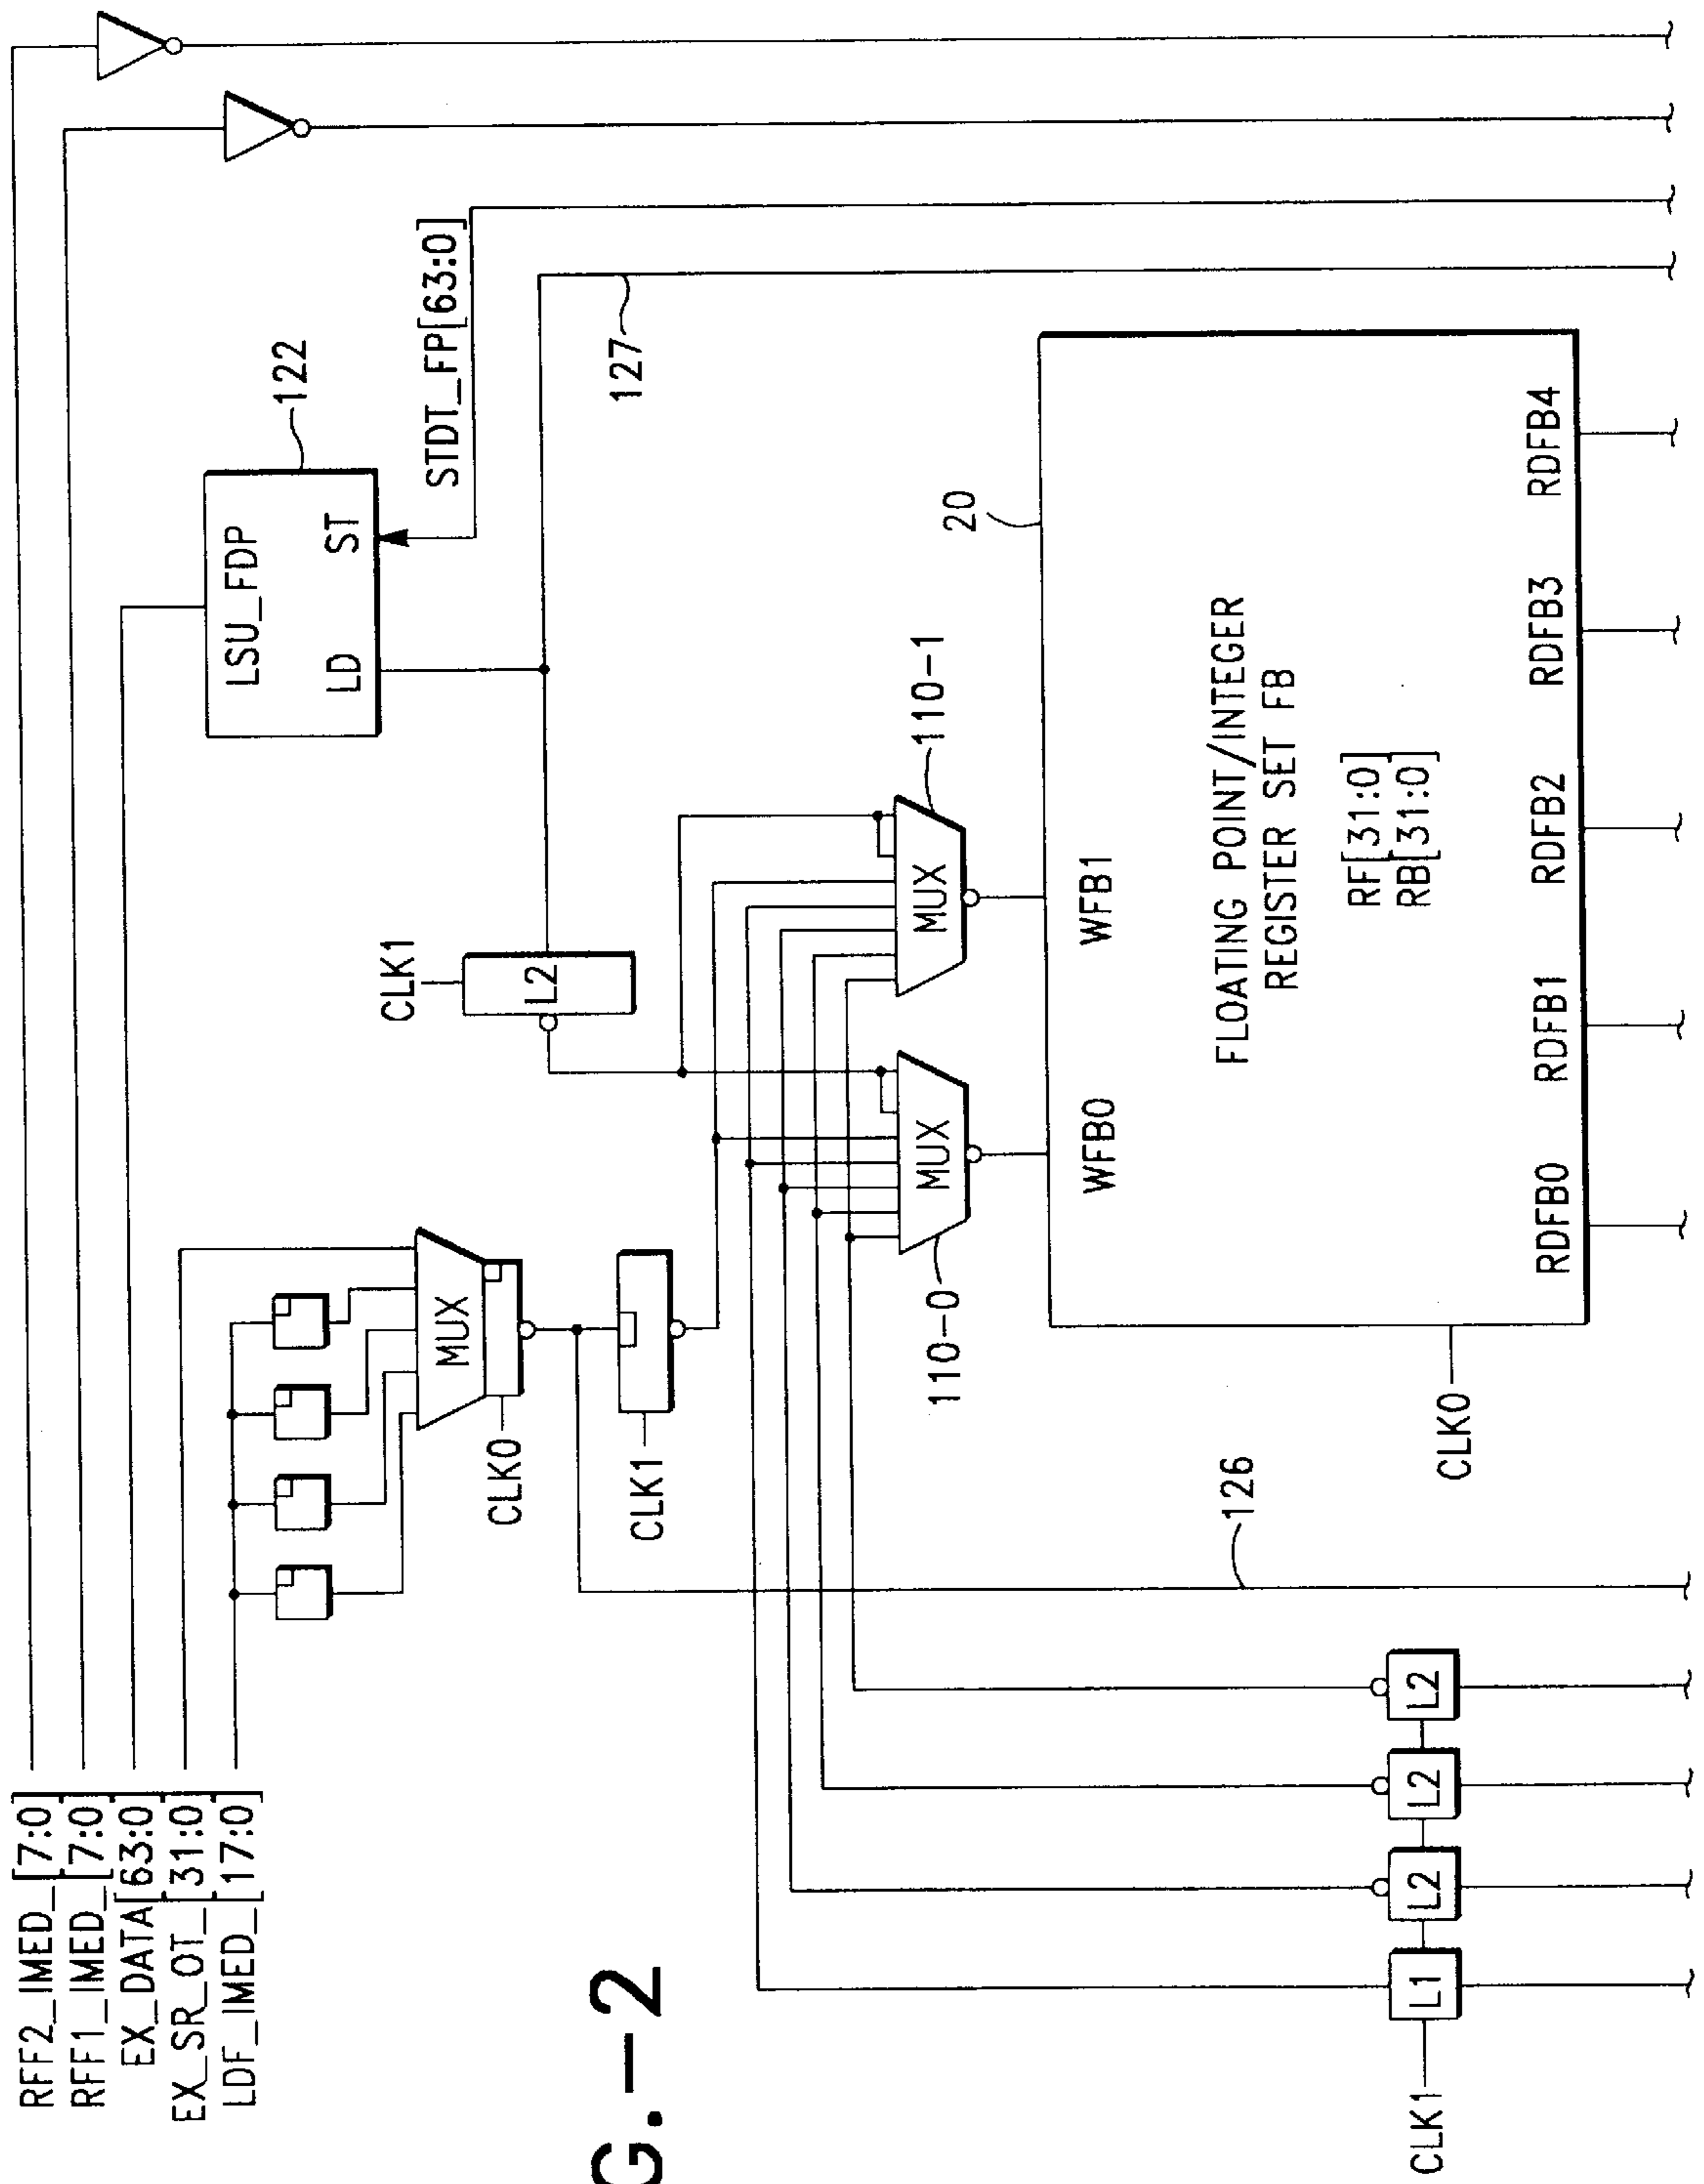 RFF2_IMED_[7:0]
RFF1_IMED_[7:0]
EX_DATA[63:0]
EX_SR_OT_[31:0]
LDF_IMED_[17:0]
LSU_FDP
LD ST
122
STDT_FP[63:0]
127
MUX
CLK0
CLK1
CLK1
L2
MUX
110-0
MUX
110-1
20
WFB0
WFB1
FLOATING POINT/INTEGER
REGISTER SET FB
RF[31:0]
RB[31:0]
RDFB0
RDFB1
RDFB2
RDFB3
RDFB4
CLK0
126
CLK1
L1
L2
L2
L2
G.-2